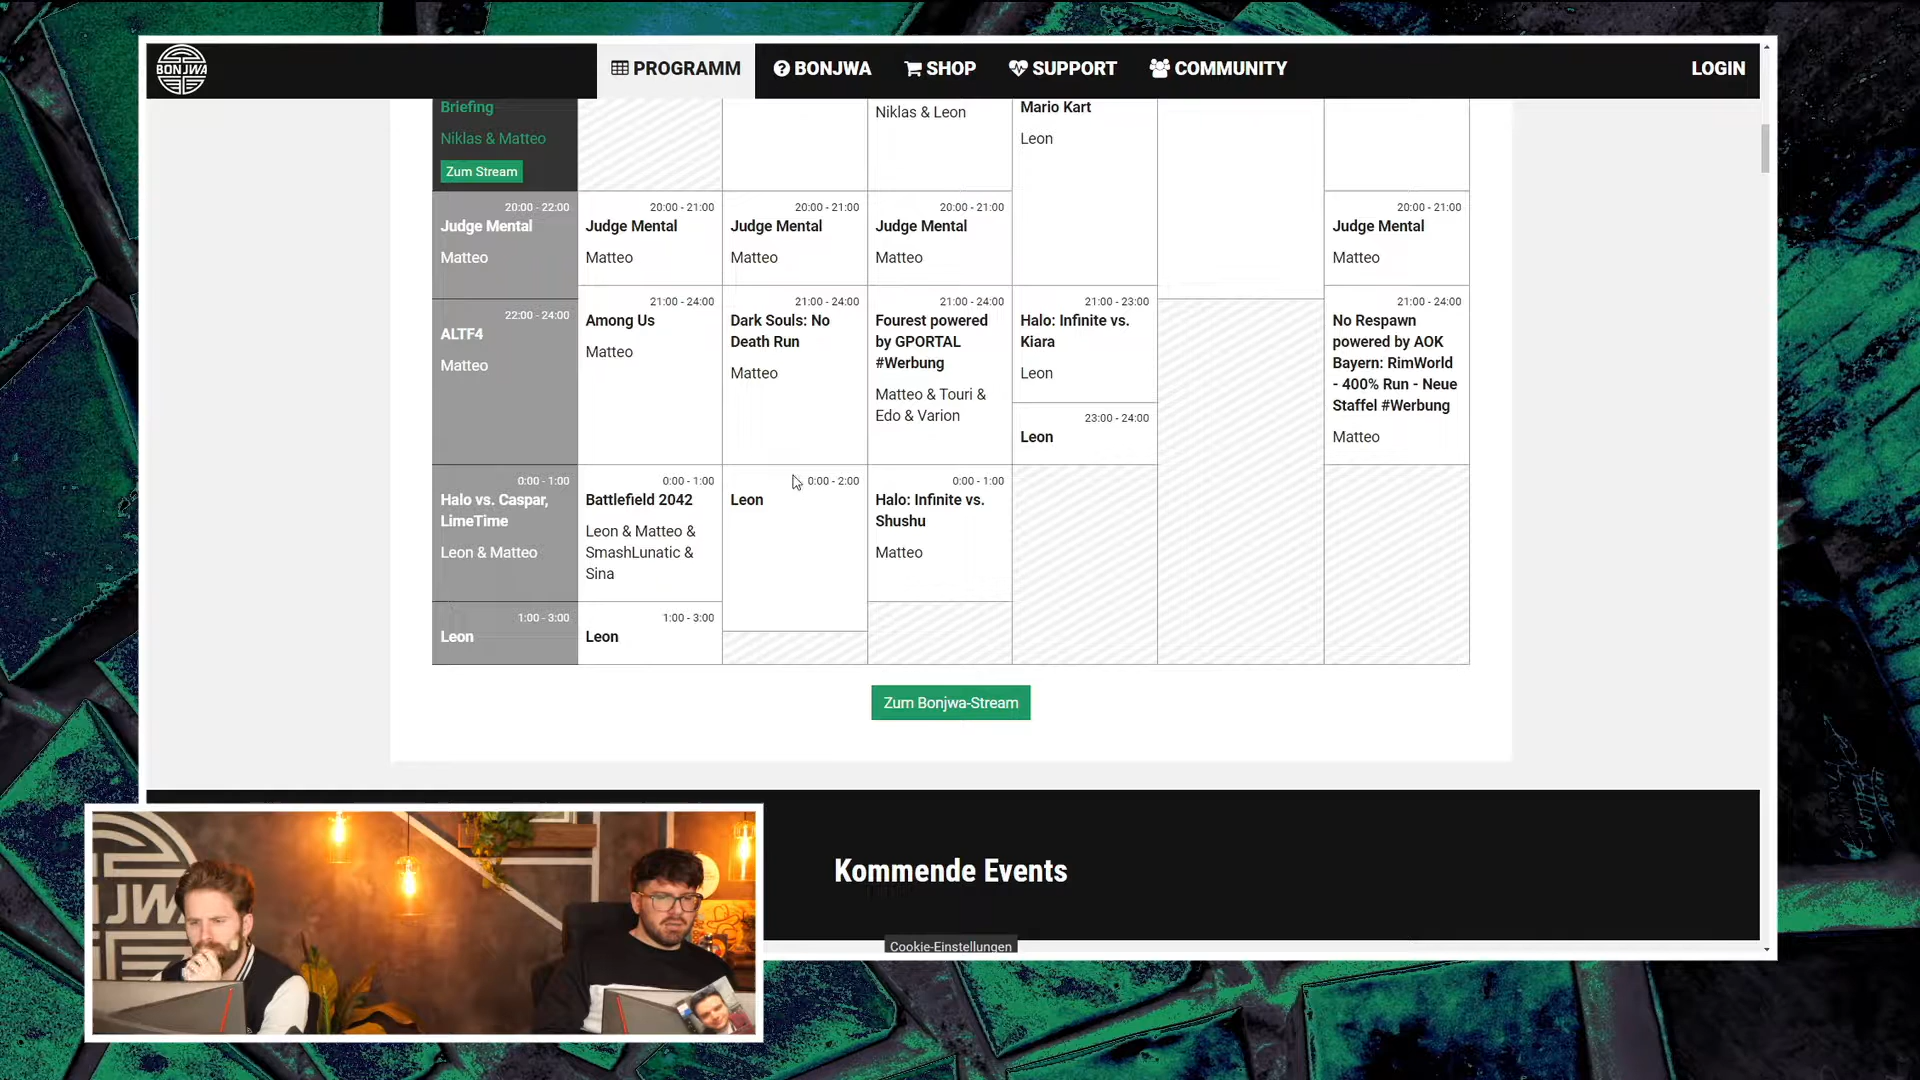 BONJWA
PROGRAMM
BONJWA
SHOP
SUPPORT
COMMUNITY
LOGIN
Briefing
Niklas & Matteo
Zum Stream
Niklas & Leon
Mario Kart
Leon
20:00 - 22:00
Judge Mental
Matteo
20:00 - 21:00
Judge Mental
Matteo
20:00 - 21:00
Judge Mental
Matteo
20:00 - 21:00
Judge Mental
Matteo
20:00 - 21:00
Judge Mental
Matteo
22:00 - 24:00
ALTF4
Matteo
21:00 - 24:00
Among Us
Matteo
21:00 - 24:00
Dark Souls: No
Death Run
Matteo
21:00 - 24:00
Fourest powered
by GPORTAL
#Werbung
Matteo & Touri &
Edo & Varion
21:00 - 23:00
Halo: Infinite vs.
Kiara
Leon
23:00 - 24:00
Leon
21:00 - 24:00
No Respawn
powered by AOK
Bayern: RimWorld
- 400% Run - Neue
Staffel #Werbung
Matteo
0:00 - 1:00
Halo vs. Caspar,
LimeTime
Leon & Matteo
0:00 - 1:00
Battlefield 2042
Leon & Matteo &
SmashLunatic &
Sina
0:00 - 2:00
Leon
0:00 - 1:00
Halo: Infinite vs.
Shushu
Matteo
1:00 - 3:00
Leon
1:00 - 3:00
Leon
Zum Bonjwa-Stream
Kommende Events
Cookie-Einstellungen